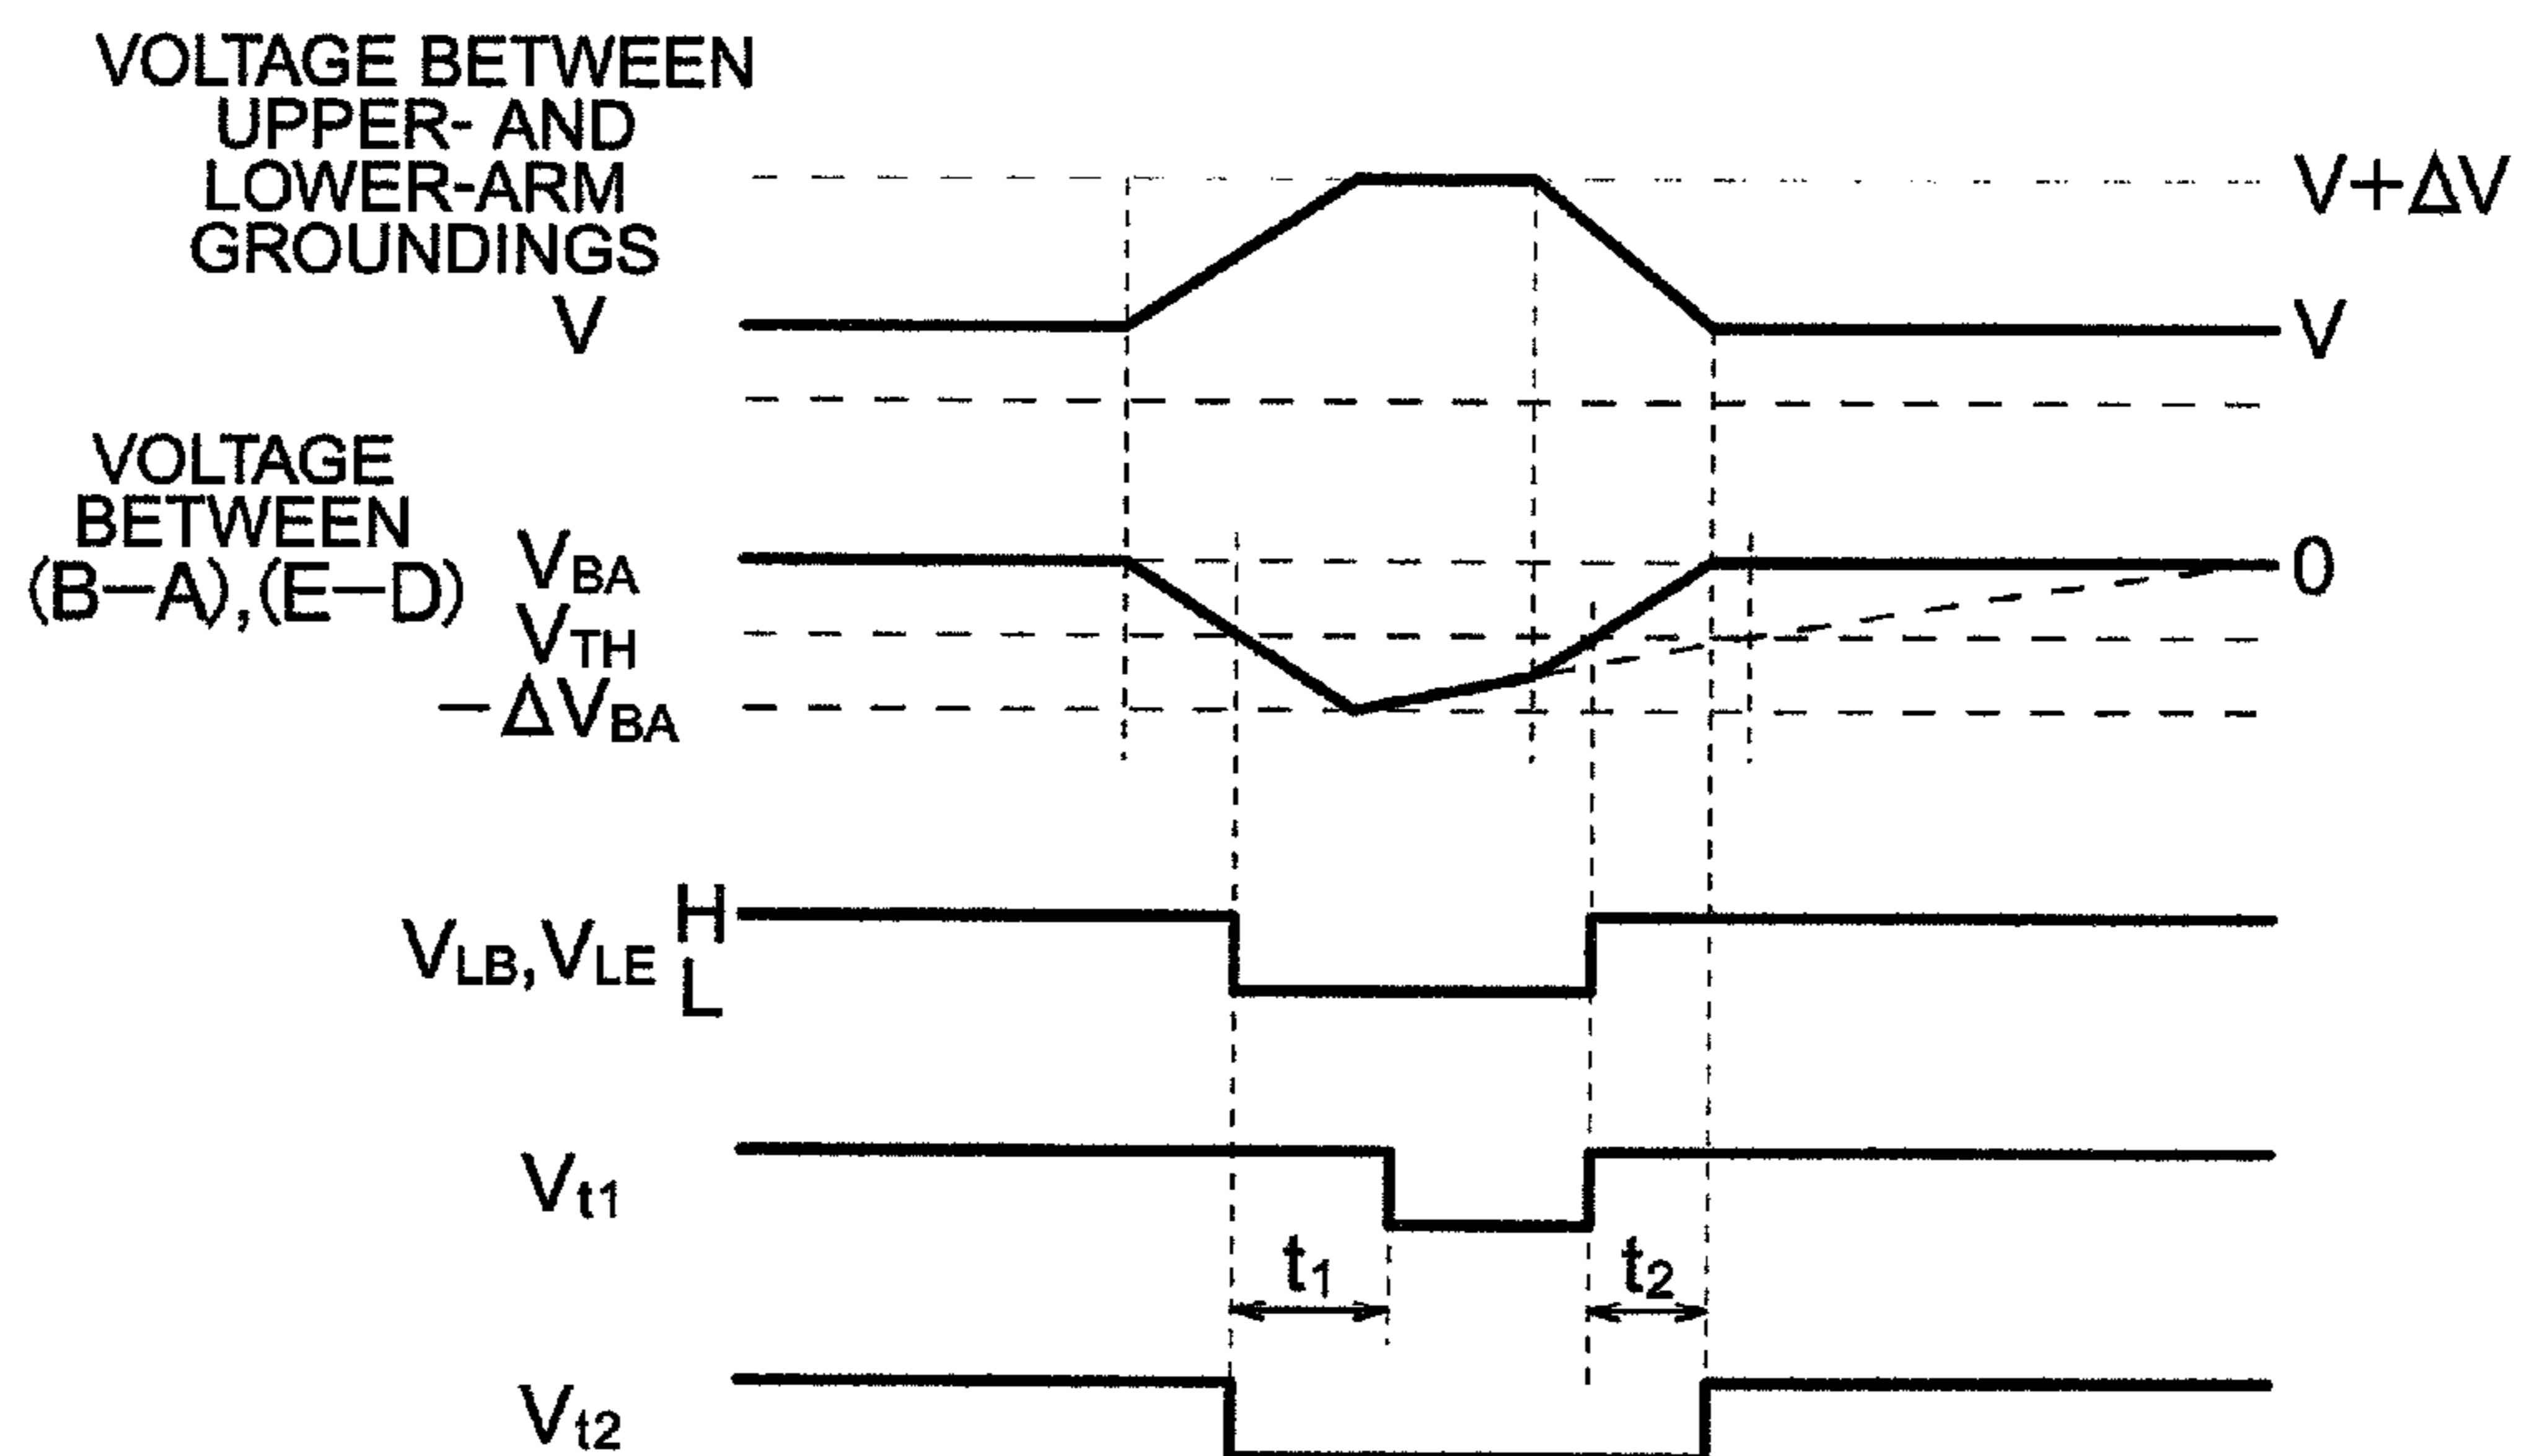 VOLTAGE BETWEEN
UPPER- AND
LOWER-ARM
GROUNDINGS
V+ΔV
V
V
VOLTAGE
BETWEEN
(B−A),(E−D)
VBA
0
VTH
−ΔVBA
H
VLB,VLE
L
Vt1
t1
t2
Vt2